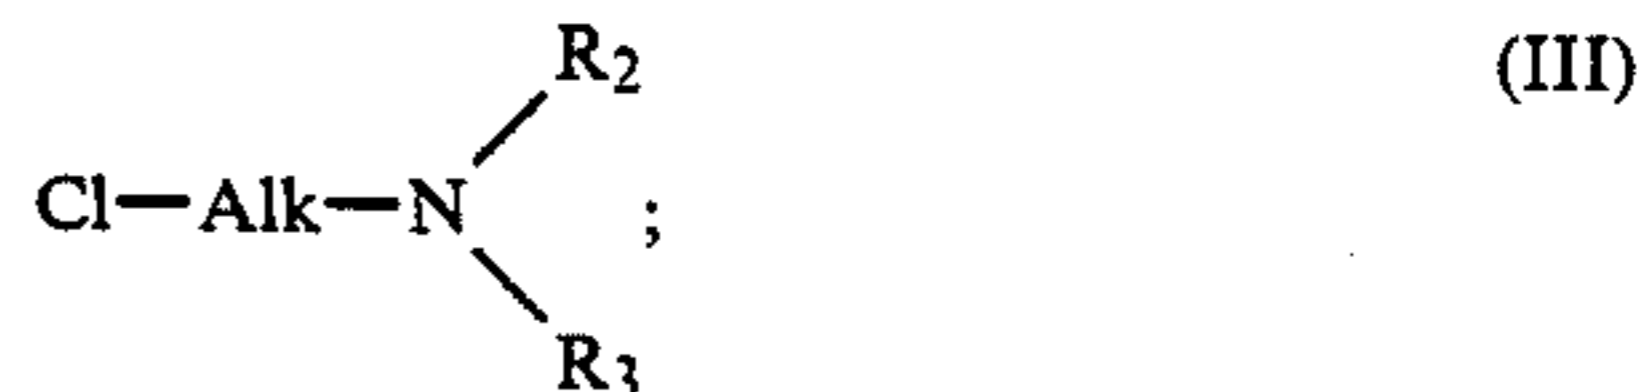 R₂ (III)
Cl—Alk—N ;
R₃